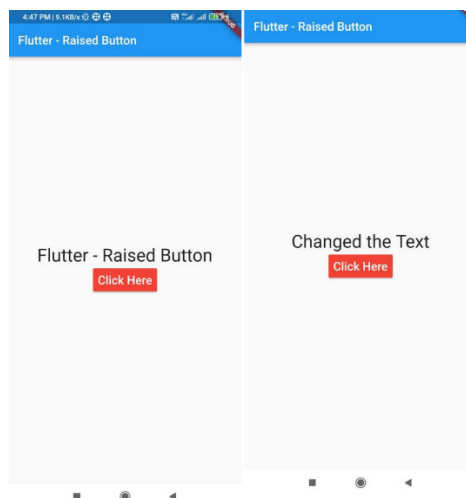 4:47 PM | 9.1KB/s
Flutter - Raised Button
Flutter - Raised Button
Click Here
Flutter - Raised Button
Changed the Text
Click Here